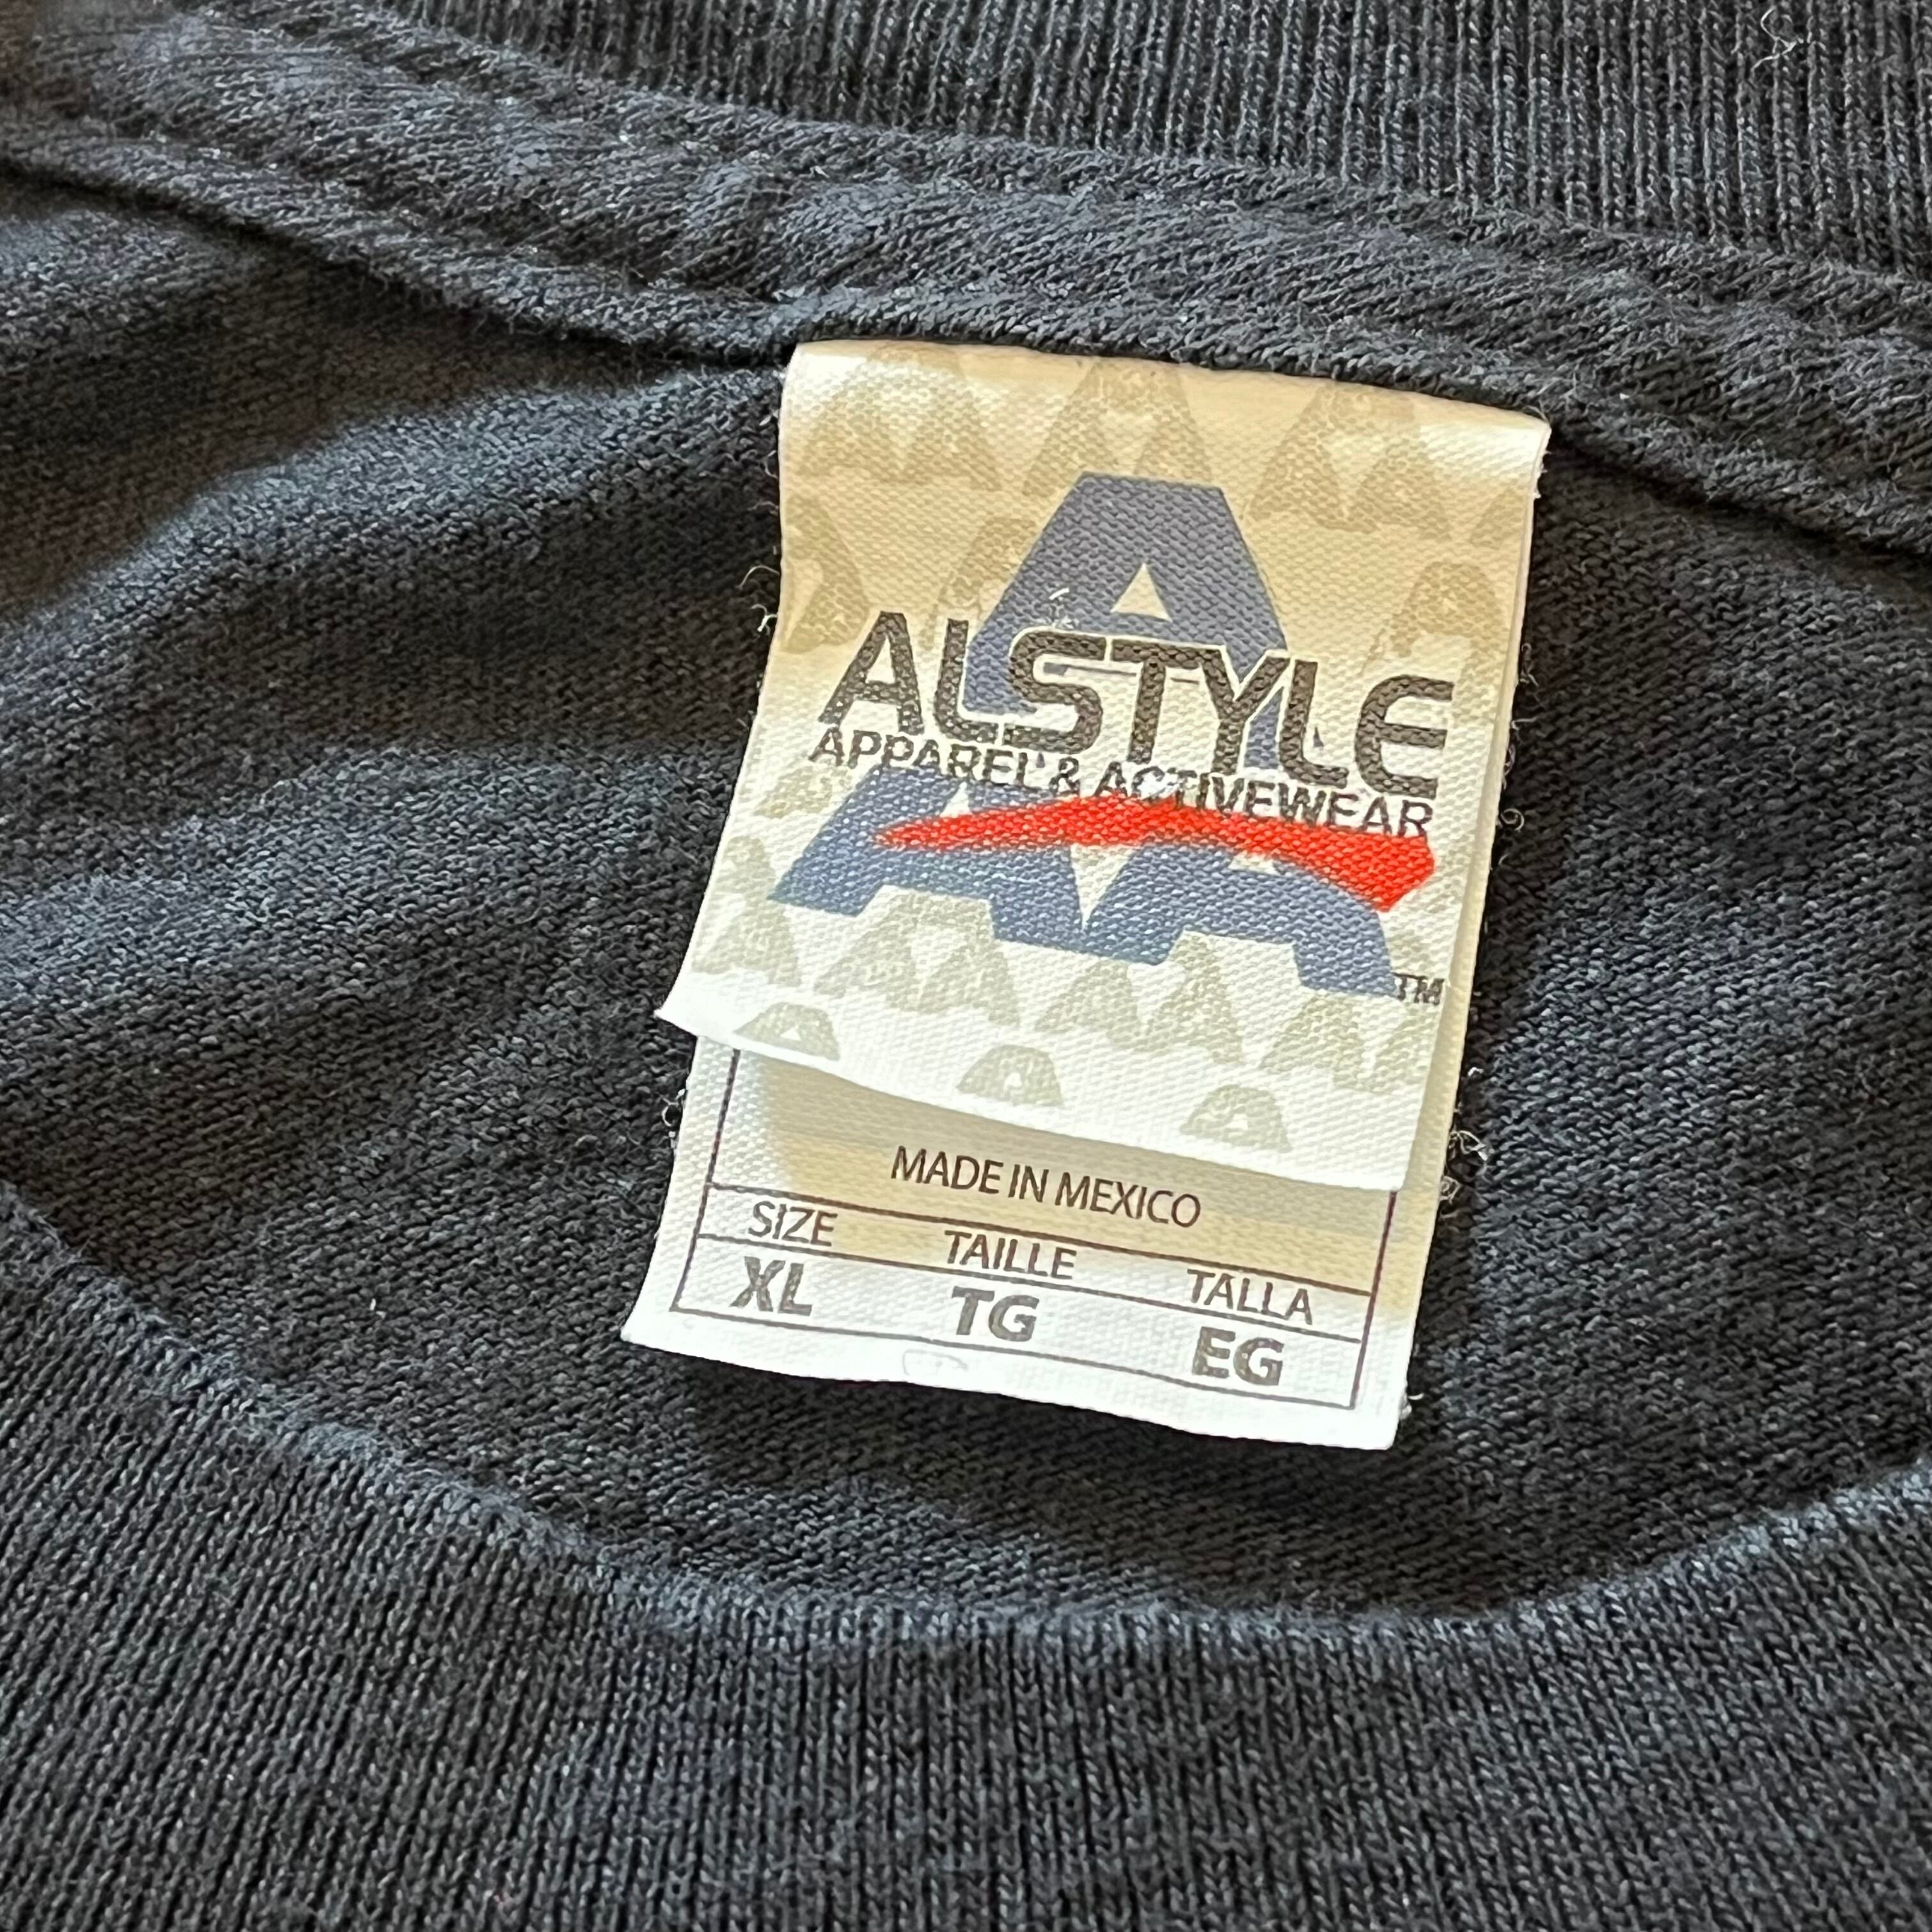 ALSTYLE
APPAREL & ACTIVEWEAR
TM
MADE IN MEXICO
SIZE TAILLE TALLA
XL TG EG